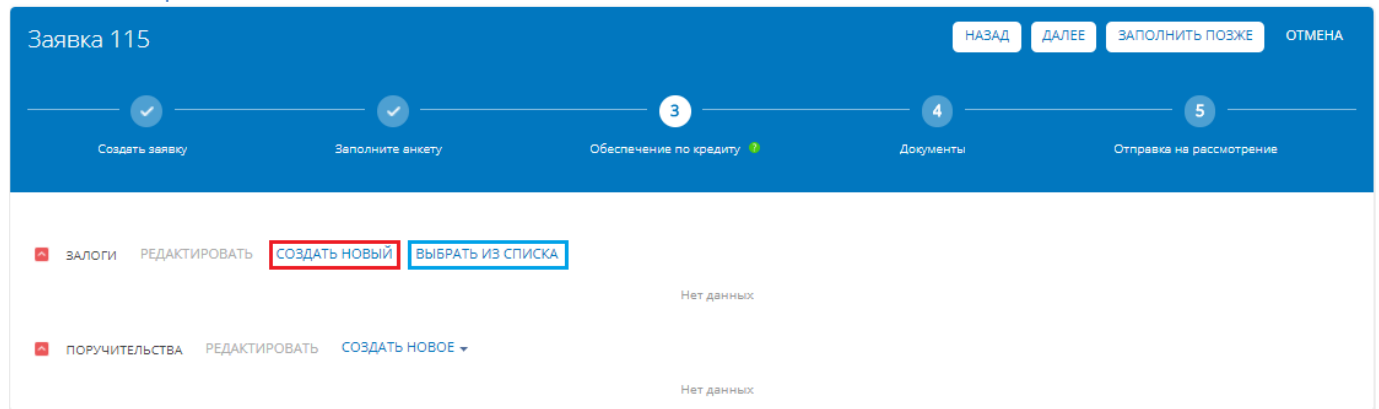 Заявка 115
НАЗАД ДАЛЕЕ ЗАПОЛНИТЬ ПОЗЖЕ ОТМЕНА
3 4 5
Создать заявку Заполните анкету Обеспечение по кредиту ? Документы Отправка на рассмотрение
ЗАЛОГИ РЕДАКТИРОВАТЬ СОЗДАТЬ НОВЫЙ ВЫБРАТЬ ИЗ СПИСКА
Нет данных
ПОРУЧИТЕЛЬСТВА РЕДАКТИРОВАТЬ СОЗДАТЬ НОВОЕ
Нет данных